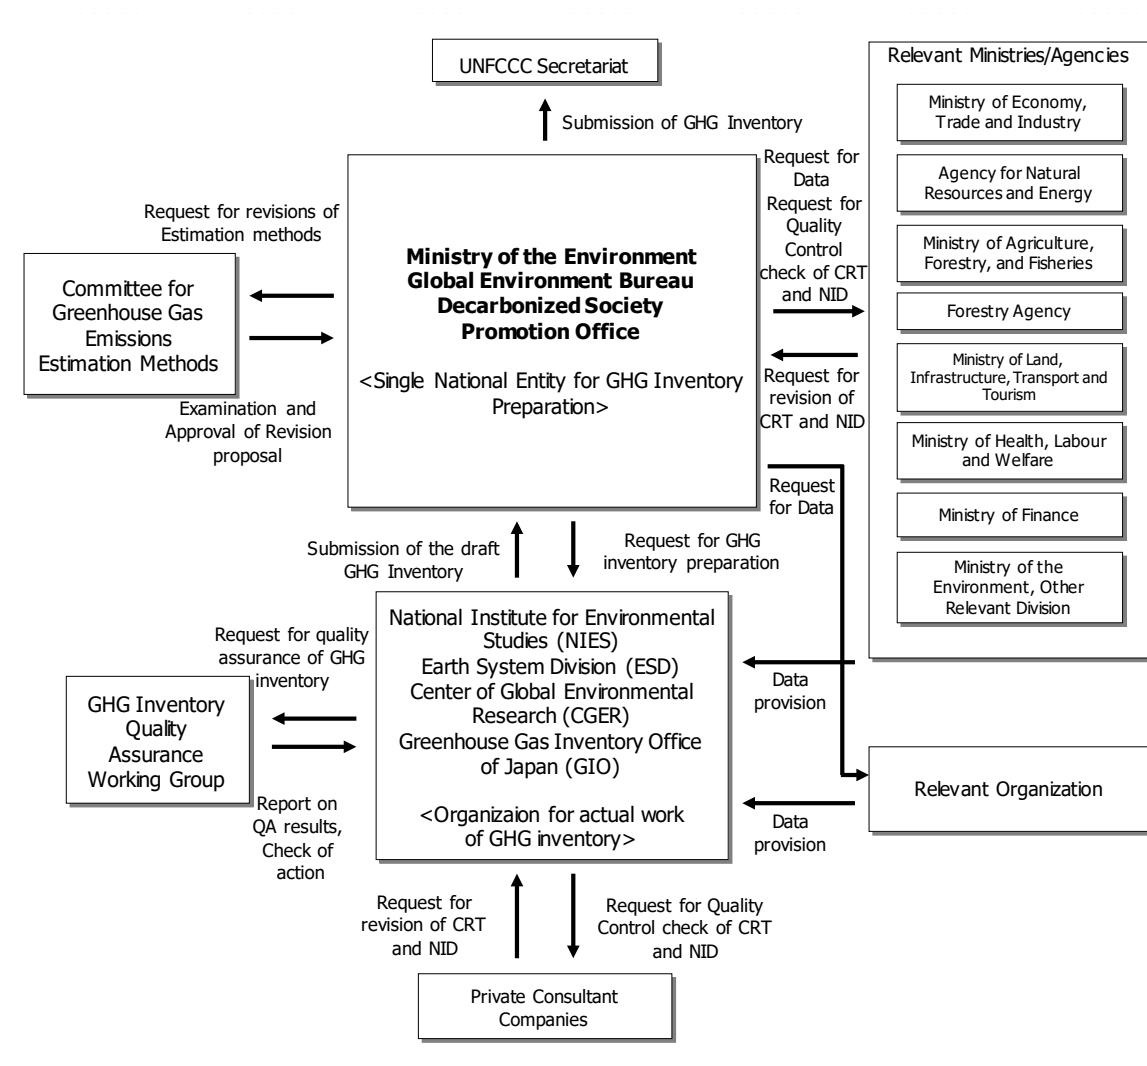 UNFCCC Secretariat
Submission of GHG Inventory
Ministry of the Environment
Global Environment Bureau
Decarbonized Society
Promotion Office
<Single National Entity for GHG Inventory
Preparation>
Request for revisions of
Estimation methods
Committee for
Greenhouse Gas
Emissions
Estimation Methods
Examination and
Approval of Revision
proposal
Request for
Data
Request for
Quality
Control
check of CRT
and NID
Request for
revision of
CRT and NID
Request
for Data
Relevant Ministries/Agencies
Ministry of Economy,
Trade and Industry
Agency for Natural
Resources and Energy
Ministry of Agriculture,
Forestry, and Fisheries
Forestry Agency
Ministry of Land,
Infrastructure, Transport and
Tourism
Ministry of Health, Labour
and Welfare
Ministry of Finance
Ministry of the
Environment, Other
Relevant Division
Submission of the draft
GHG Inventory
Request for GHG
inventory preparation
National Institute for Environmental
Studies (NIES)
Earth System Division (ESD)
Center of Global Environmental
Research (CGER)
Greenhouse Gas Inventory Office
of Japan (GIO)
<Organizaion for actual work
of GHG inventory>
Request for quality
assurance of GHG
inventory
GHG Inventory
Quality
Assurance
Working Group
Report on
QA results,
Check of
action
Data
provision
Relevant Organization
Data
provision
Request for
revision of CRT
and NID
Request for Quality
Control check of CRT
and NID
Private Consultant
Companies